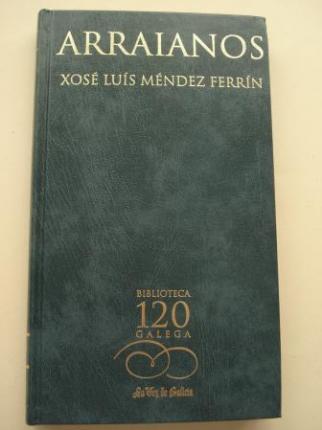 ARRAIANOS
XOSÉ LUÍS MÉNDEZ FERRÍN
BIBLIOTECA
120
GALEGA
La Voz de Galicia